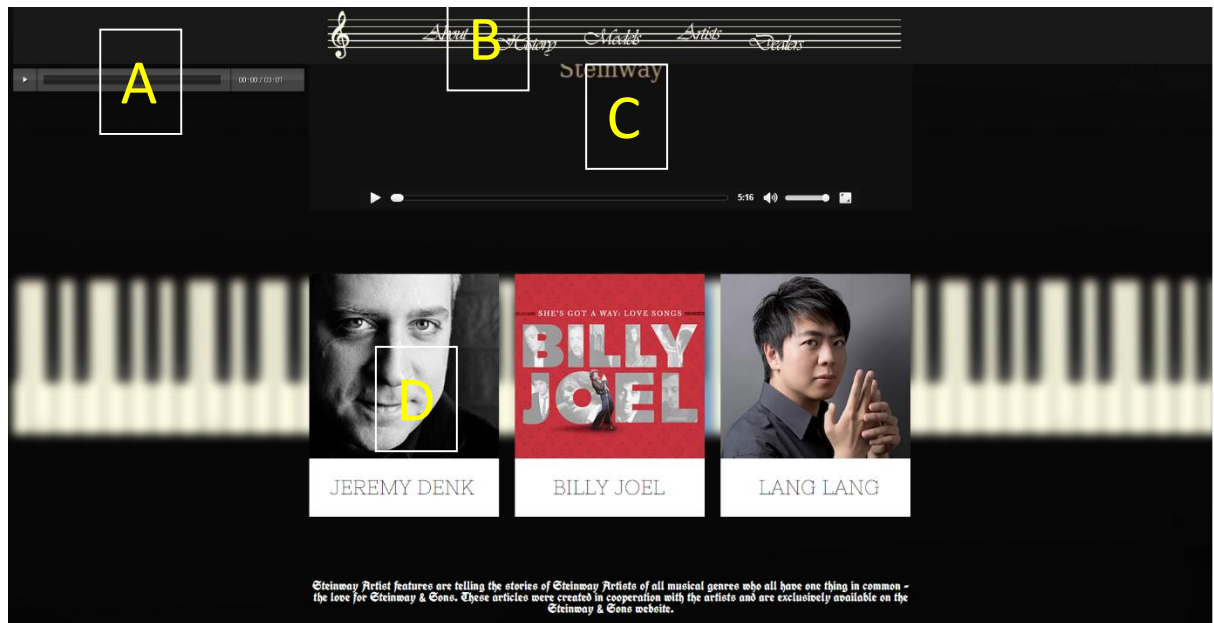 About History Models Artists Dealers
A
B
C
D
00:00 / 03:07
Steinway
5:16
SHE'S GOT A WAY: LOVE SONGS
BILLY
JOEL
JEREMY DENK
BILLY JOEL
LANG LANG
Steinway Artist features are telling the stories of Steinway Artists of all musical genres who all have one thing in common -
the love for Steinway & Sons. These articles were created in cooperation with the artists and are exclusively available on the
Steinway & Sons website.